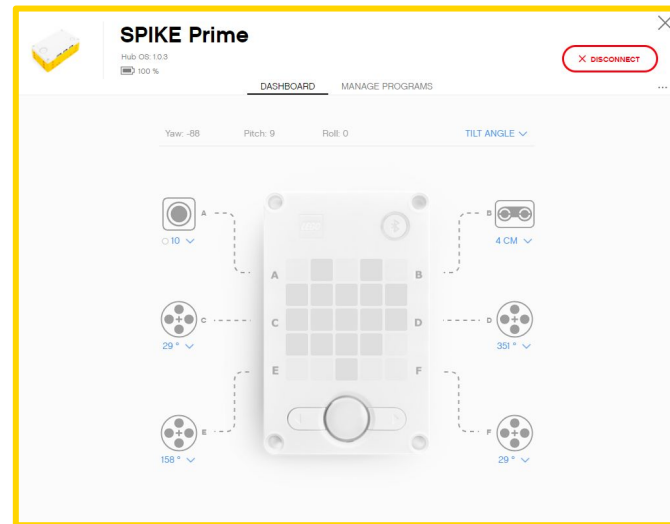 SPIKE Prime
Hub OS: 1.0.3
100 %
DISCONNECT
DASHBOARD MANAGE PROGRAMS
Yaw: -88 Pitch: 9 Roll: 0 TILT ANGLE
A
10
B
4 CM
A B
C
29 °
C D
D
351 °
E F
E
158 °
F
29 °